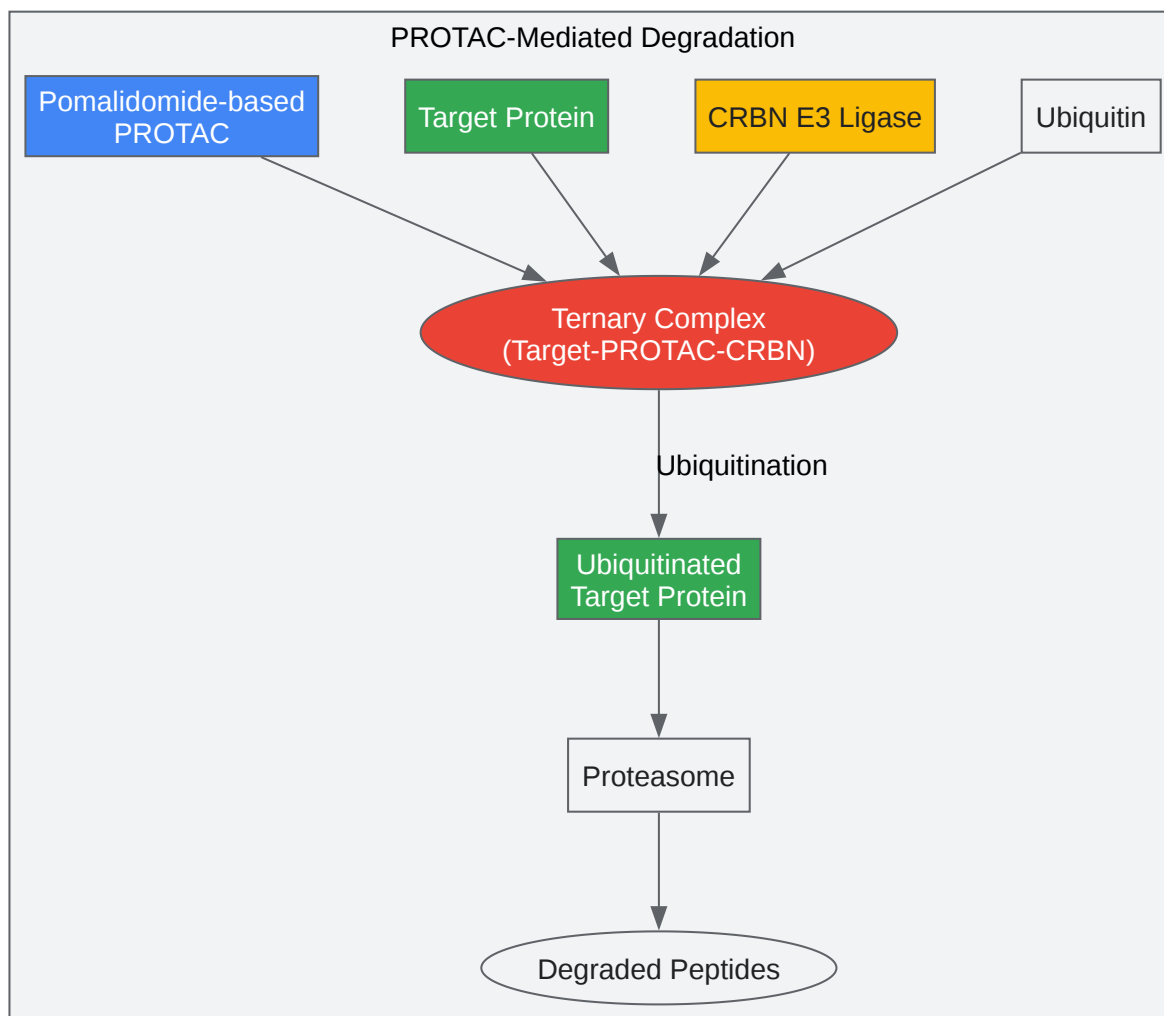 PROTAC-Mediated Degradation
Pomalidomide-based
PROTAC
Target Protein
CRBN E3 Ligase
Ubiquitin
Ternary Complex
(Target-PROTAC-CRBN)
Ubiquitination
Ubiquitinated
Target Protein
Proteasome
Degraded Peptides